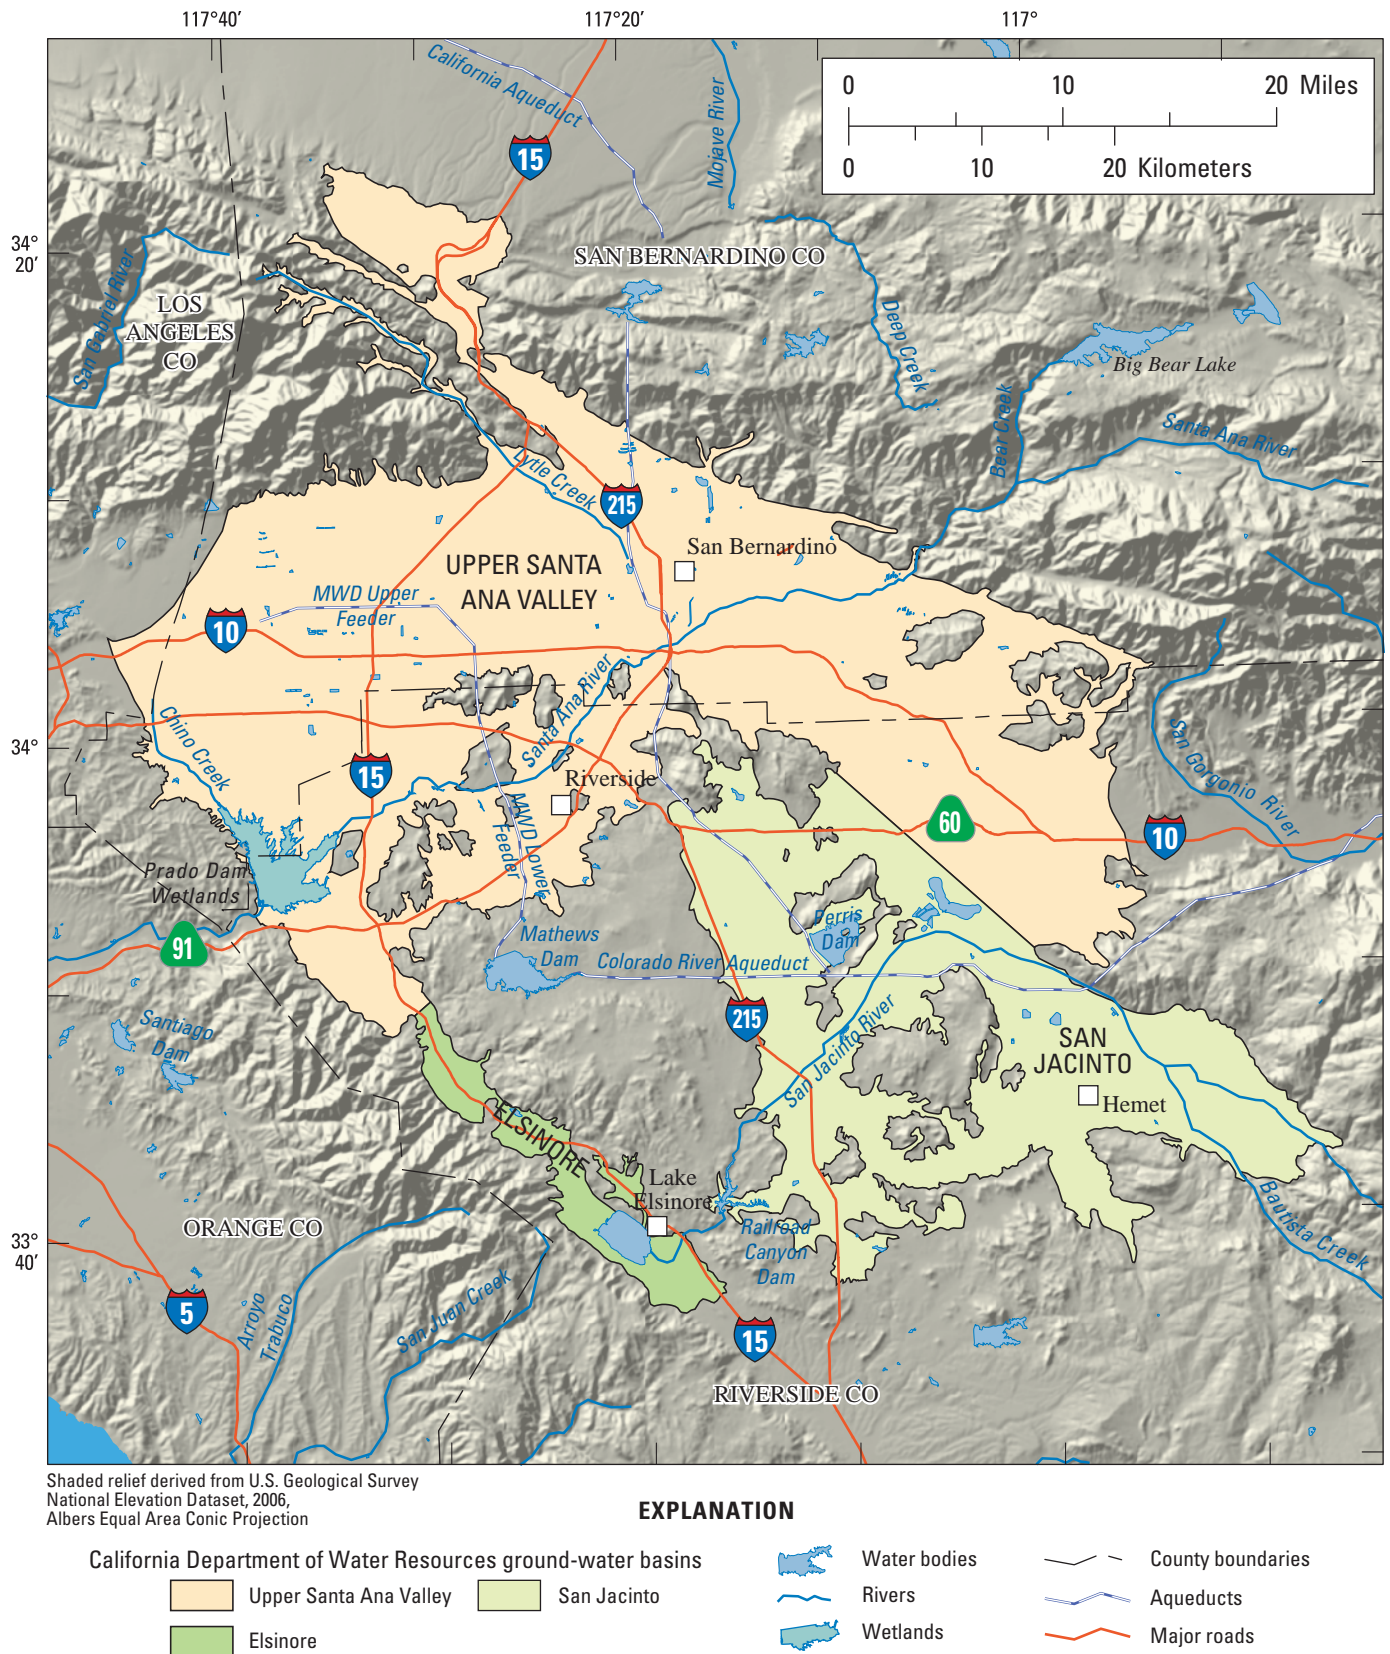 117°40′
117°20′
117°
0 10 20 Miles
0 10 20 Kilometers
California Aqueduct
Mojave River
15
34°
20′
SAN BERNARDINO CO
San Gabriel River
LOS
ANGELES
CO
Deep Creek
Big Bear Lake
Bear Creek
Santa Ana River
Lytle Creek
215
San Bernardino
UPPER SANTA
ANA VALLEY
MWD Upper
Feeder
10
Santa Ana River
Chino Creek
34°
15
Riverside
San Gorgonio River
MWD Lower
Feeder
60
10
Prado Dam
Wetlands
91
Mathews
Dam
Perris
Dam
Colorado River Aqueduct
Santiago
Dam
215
San Jacinto River
SAN
JACINTO
Hemet
ELSINORE
Lake
Elsinore
Bautista Creek
ORANGE CO
Railroad
Canyon
Dam
33°
40′
Arroyo
Trabuco
San Juan Creek
5
15
RIVERSIDE CO
Shaded relief derived from U.S. Geological Survey
National Elevation Dataset, 2006,
Albers Equal Area Conic Projection
EXPLANATION
California Department of Water Resources ground-water basins
Upper Santa Ana Valley
San Jacinto
Elsinore
Water bodies
Rivers
Wetlands
County boundaries
Aqueducts
Major roads